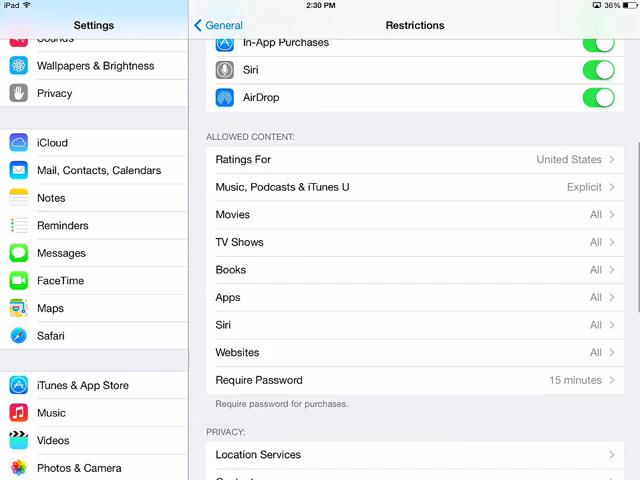 iPad 2:30 PM 36%
Settings
General
Restrictions
Sounds
Wallpapers & Brightness
Privacy
iCloud
Mail, Contacts, Calendars
Notes
Reminders
Messages
FaceTime
Maps
Safari
iTunes & App Store
Music
Videos
Photos & Camera
In-App Purchases
Siri
AirDrop
ALLOWED CONTENT:
Ratings For United States
Music, Podcasts & iTunes U Explicit
Movies All
TV Shows All
Books All
Apps All
Siri All
Websites All
Require Password 15 minutes
Require password for purchases.
PRIVACY:
Location Services